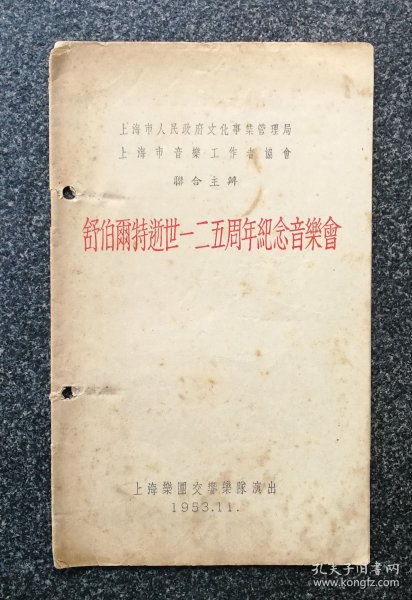 上海市人民政府文化事業管理局
上海市音樂工作者協會
聯合主辦
舒伯爾特逝世一二五周年紀念音樂會
上海樂團交響樂隊演出
1953.11.
孔夫子旧書网
www.kongfz.com